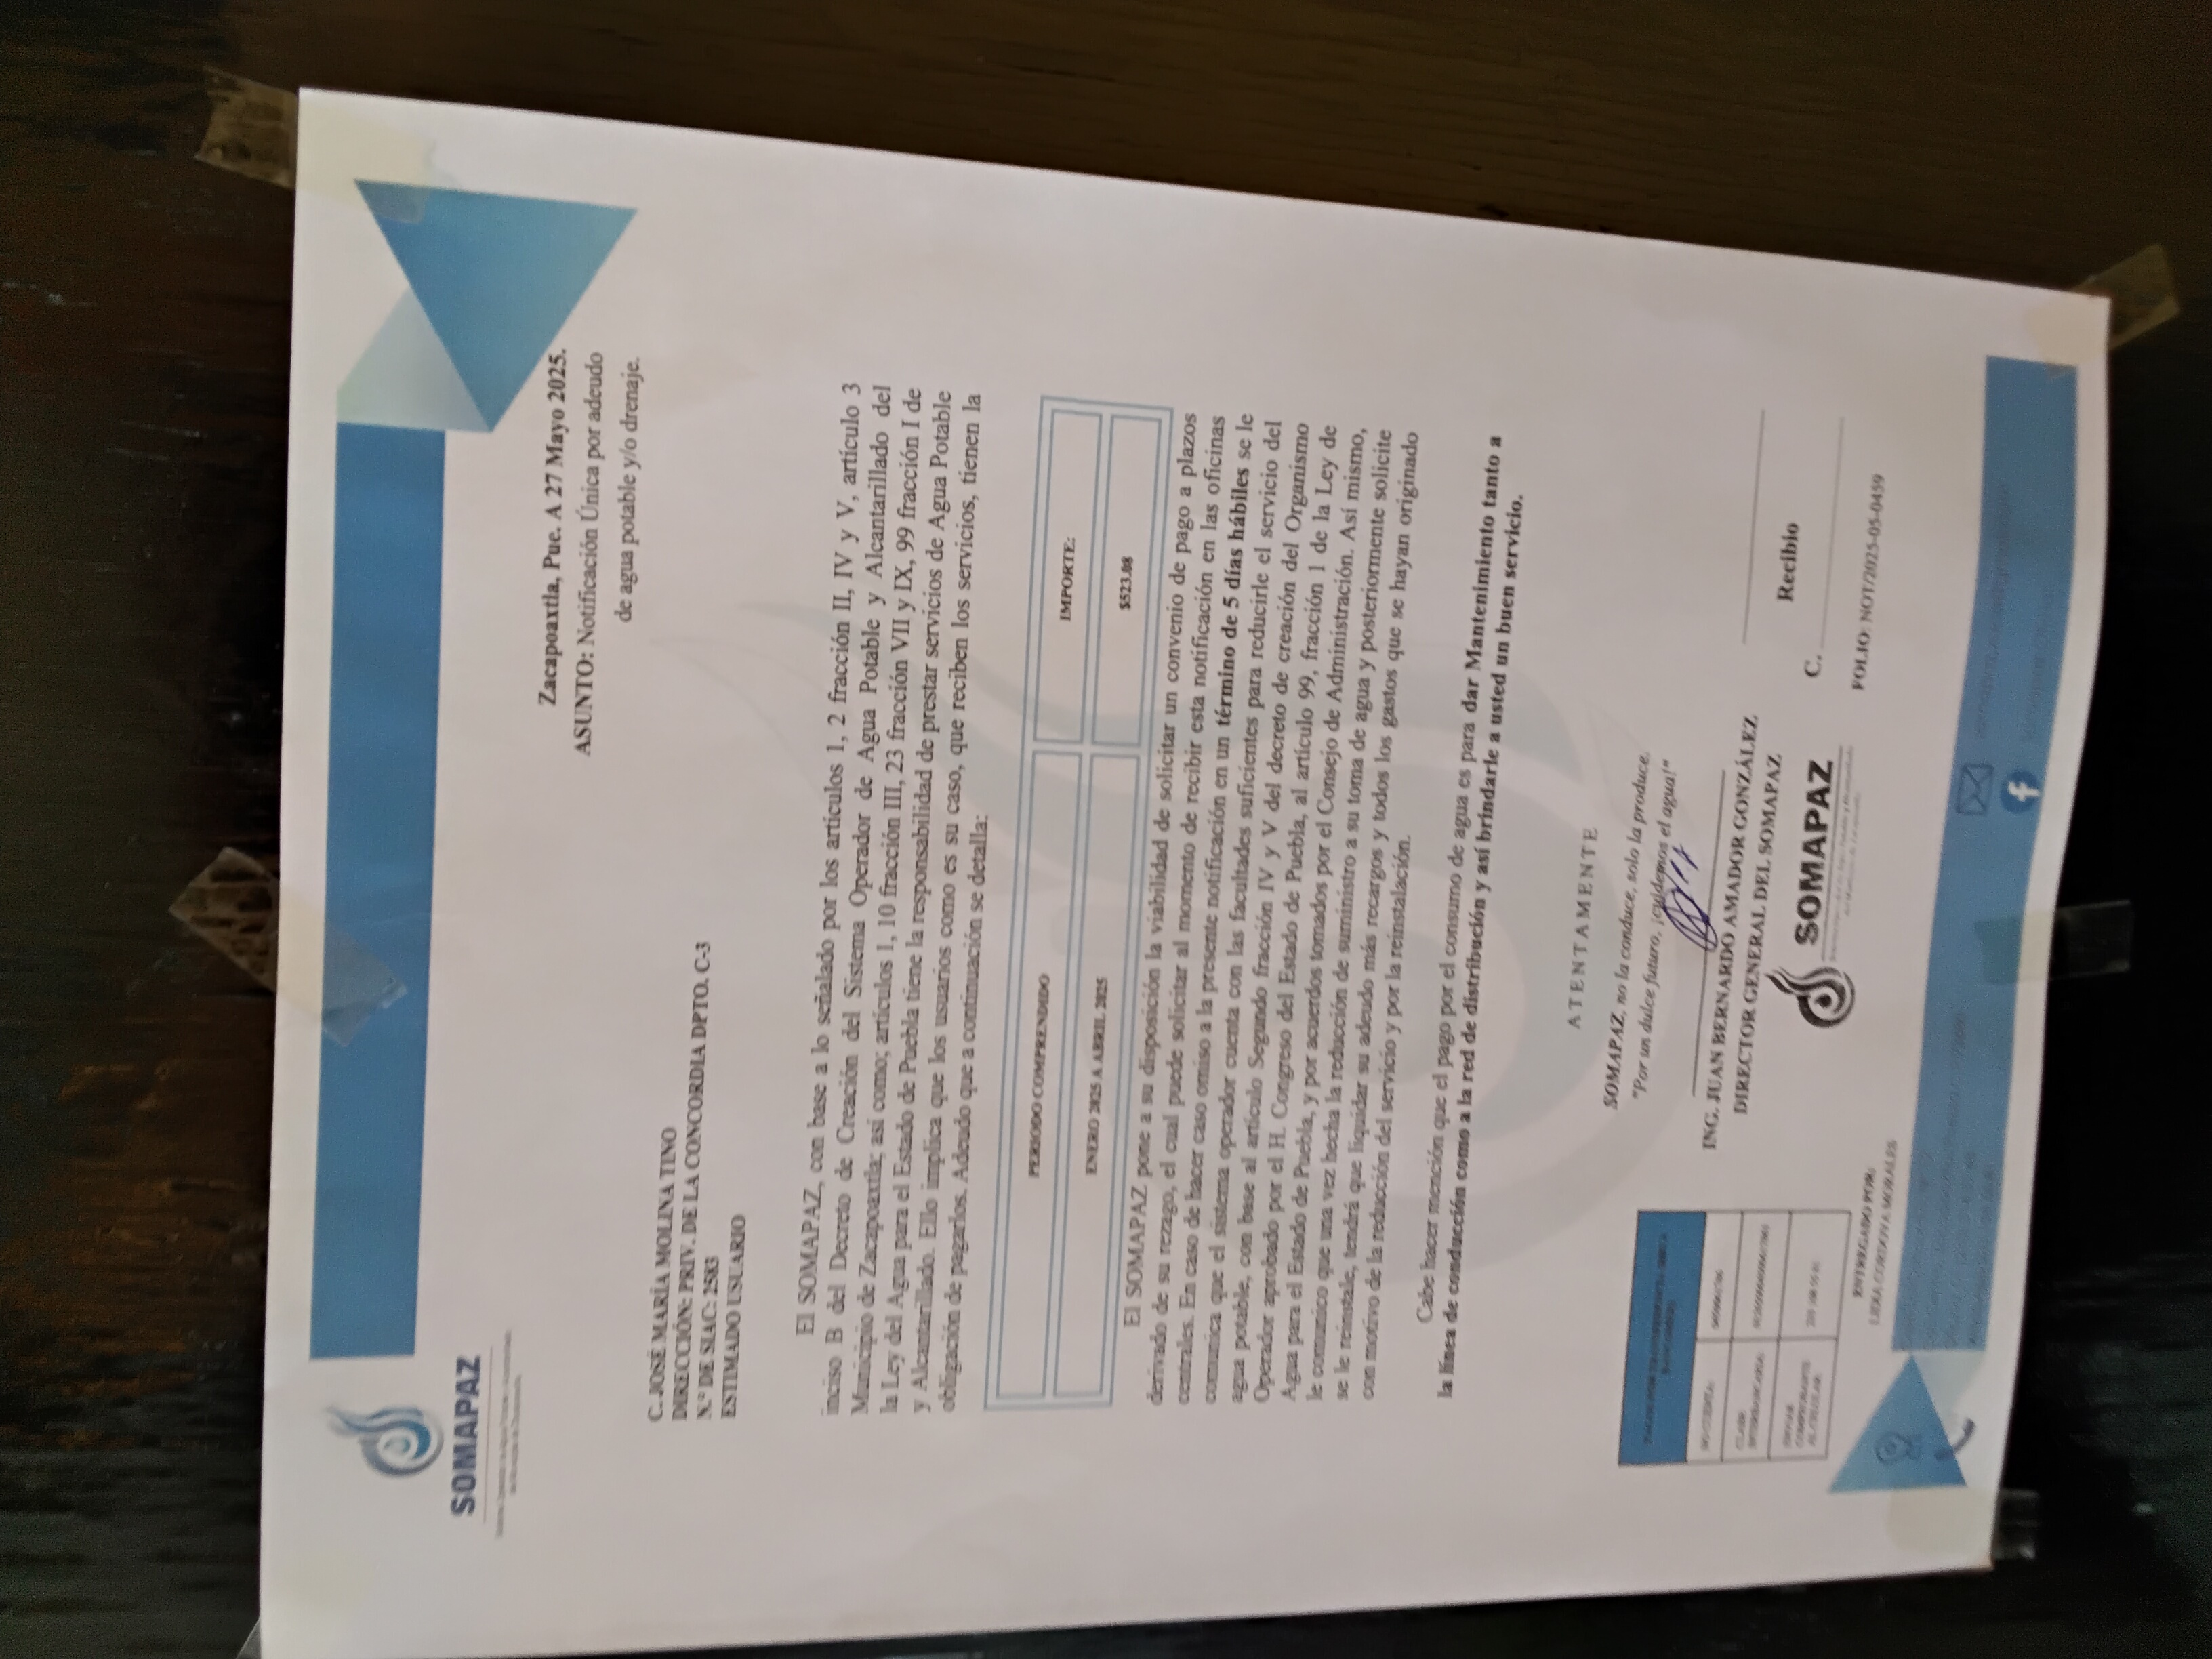 SOMAPAZ
Zacapoaxtla, Pue. A 27 Mayo 2025.
ASUNTO: Notificación Única por adeudo
de agua potable y/o drenaje.
C. JOSÉ MARÍA MOLINA TINO
DIRECCIÓN: PRIV. DE LA CONCORDIA DPTO. C-3
N.° DE SIAC: 2583
ESTIMADO USUARIO
El SOMAPAZ, con base a lo señalado por los artículos 1, 2 fracción II, IV y V, artículo 3
inciso B del Decreto de Creación del Sistema Operador de Agua Potable y Alcantarillado del
Municipio de Zacapoaxtla; así como; artículos 1, 10 fracción III, 23 fracción VII y IX, 99 fracción I de
la Ley del Agua para el Estado de Puebla tiene la responsabilidad de prestar servicios de Agua Potable
y Alcantarillado. Ello implica que los usuarios como es su caso, que reciben los servicios, tienen la
obligación de pagarlos. Adeudo que a continuación se detalla:
PERIODO COMPRENDIDO IMPORTE:
ENERO 2025 A ABRIL 2025 $523.08
El SOMAPAZ pone a su disposición la viabilidad de solicitar un convenio de pago a plazos
derivado de su rezago, el cual puede solicitar al momento de recibir esta notificación en las oficinas
centrales. En caso de hacer caso omiso a la presente notificación en un término de 5 días hábiles se le
comunica que el sistema operador cuenta con las facultades suficientes para reducirle el servicio del
agua potable, con base al artículo Segundo fracción IV y V del decreto de creación del Organismo
Operador aprobado por el H. Congreso del Estado de Puebla, al artículo 99, fracción 1 de la Ley de
Agua para el Estado de Puebla, y por acuerdos tomados por el Consejo de Administración. Así mismo,
le comunico que una vez hecha la reducción de suministro a su toma de agua y posteriormente solicite
se le reinstale, tendrá que liquidar su adeudo más recargos y todos los gastos que se hayan originado
con motivo de la reducción del servicio y por la reinstalación.
Cabe hacer mención que el pago por el consumo de agua es para dar Mantenimiento tanto a
la línea de conducción como a la red de distribución y así brindarle a usted un buen servicio.
ATENTAMENTE
SOMAPAZ, no la conduce, solo la produce.
"Por un dulce futuro, ¡cuidemos el agua!"
ING. JUAN BERNARDO AMADOR GONZÁLEZ
DIRECTOR GENERAL DEL SOMAPAZ
SOMAPAZ
Recibio
C.
FOLIO: NOT/2025-05-0459
NO CUENTA:
CLABE
INTERBANCARIA:
ENVIAR
COMPROBANTE
AL CELULAR:
ENTREGADO POR:
LIDIA CORDOVA MORALES